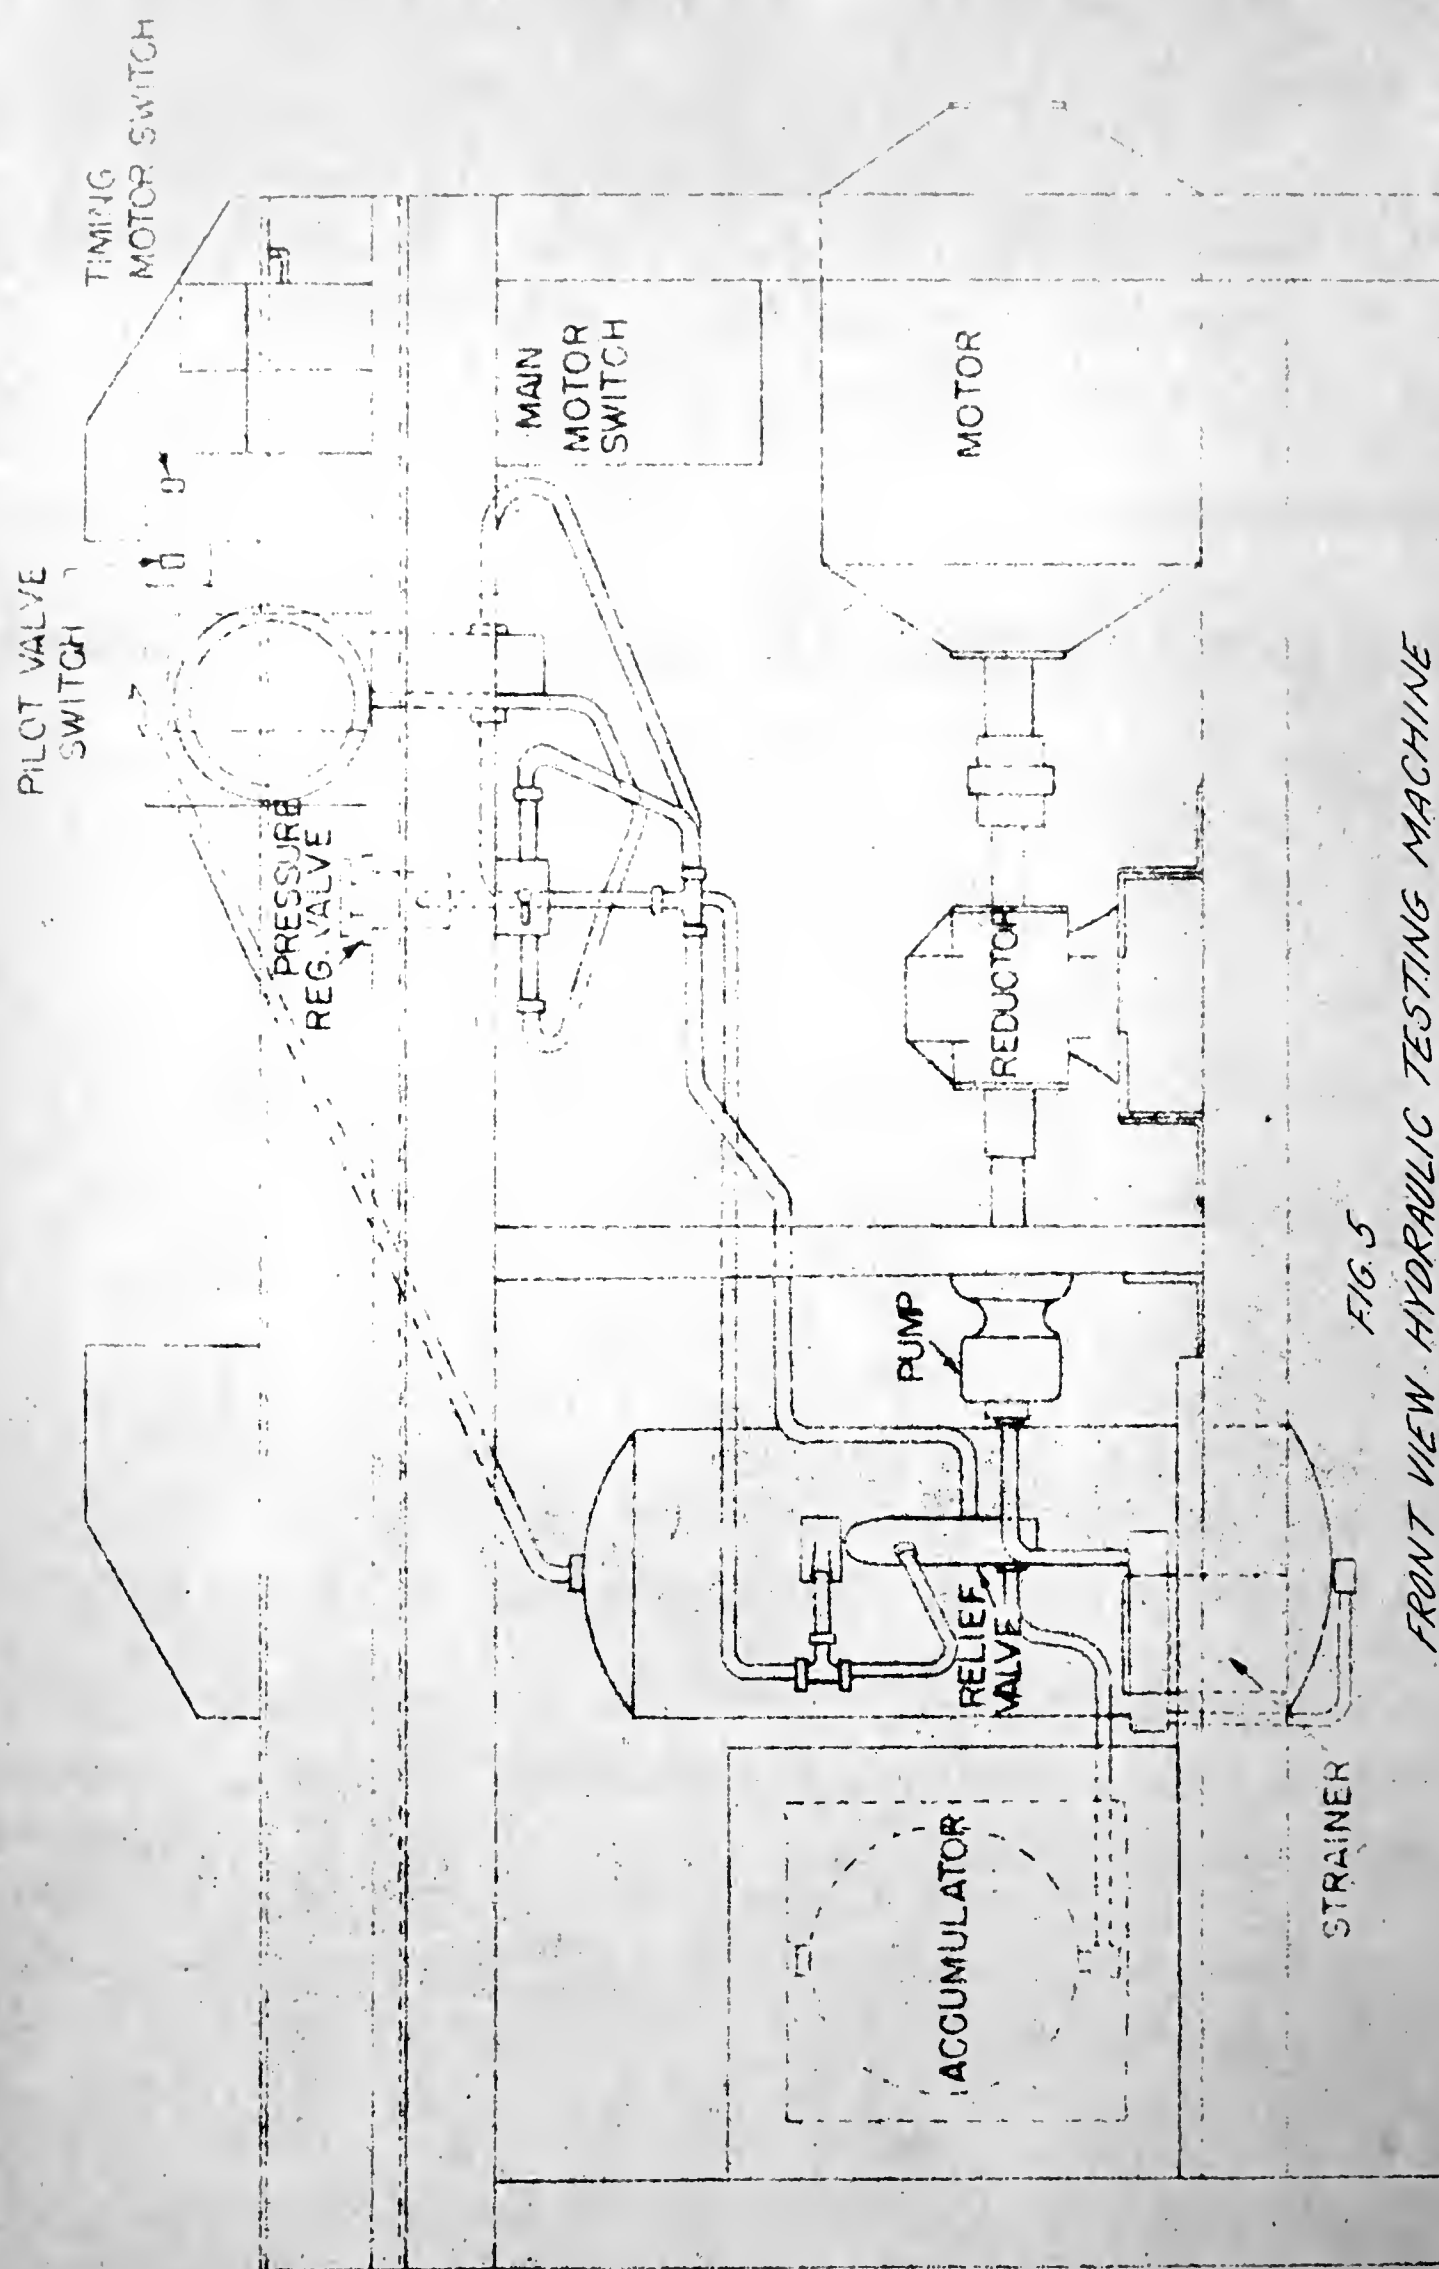 TIMING
MOTOR SWITCH
PILOT VALVE
SWITCH
MAIN
MOTOR
SWITCH
PRESSURE
REG. VALVE
MOTOR
REDUCTOR
PUMP
RELIEF
VALVE
ACCUMULATOR
STRAINER
FIG. 5
FRONT VIEW HYDRAULIC TESTING MACHINE